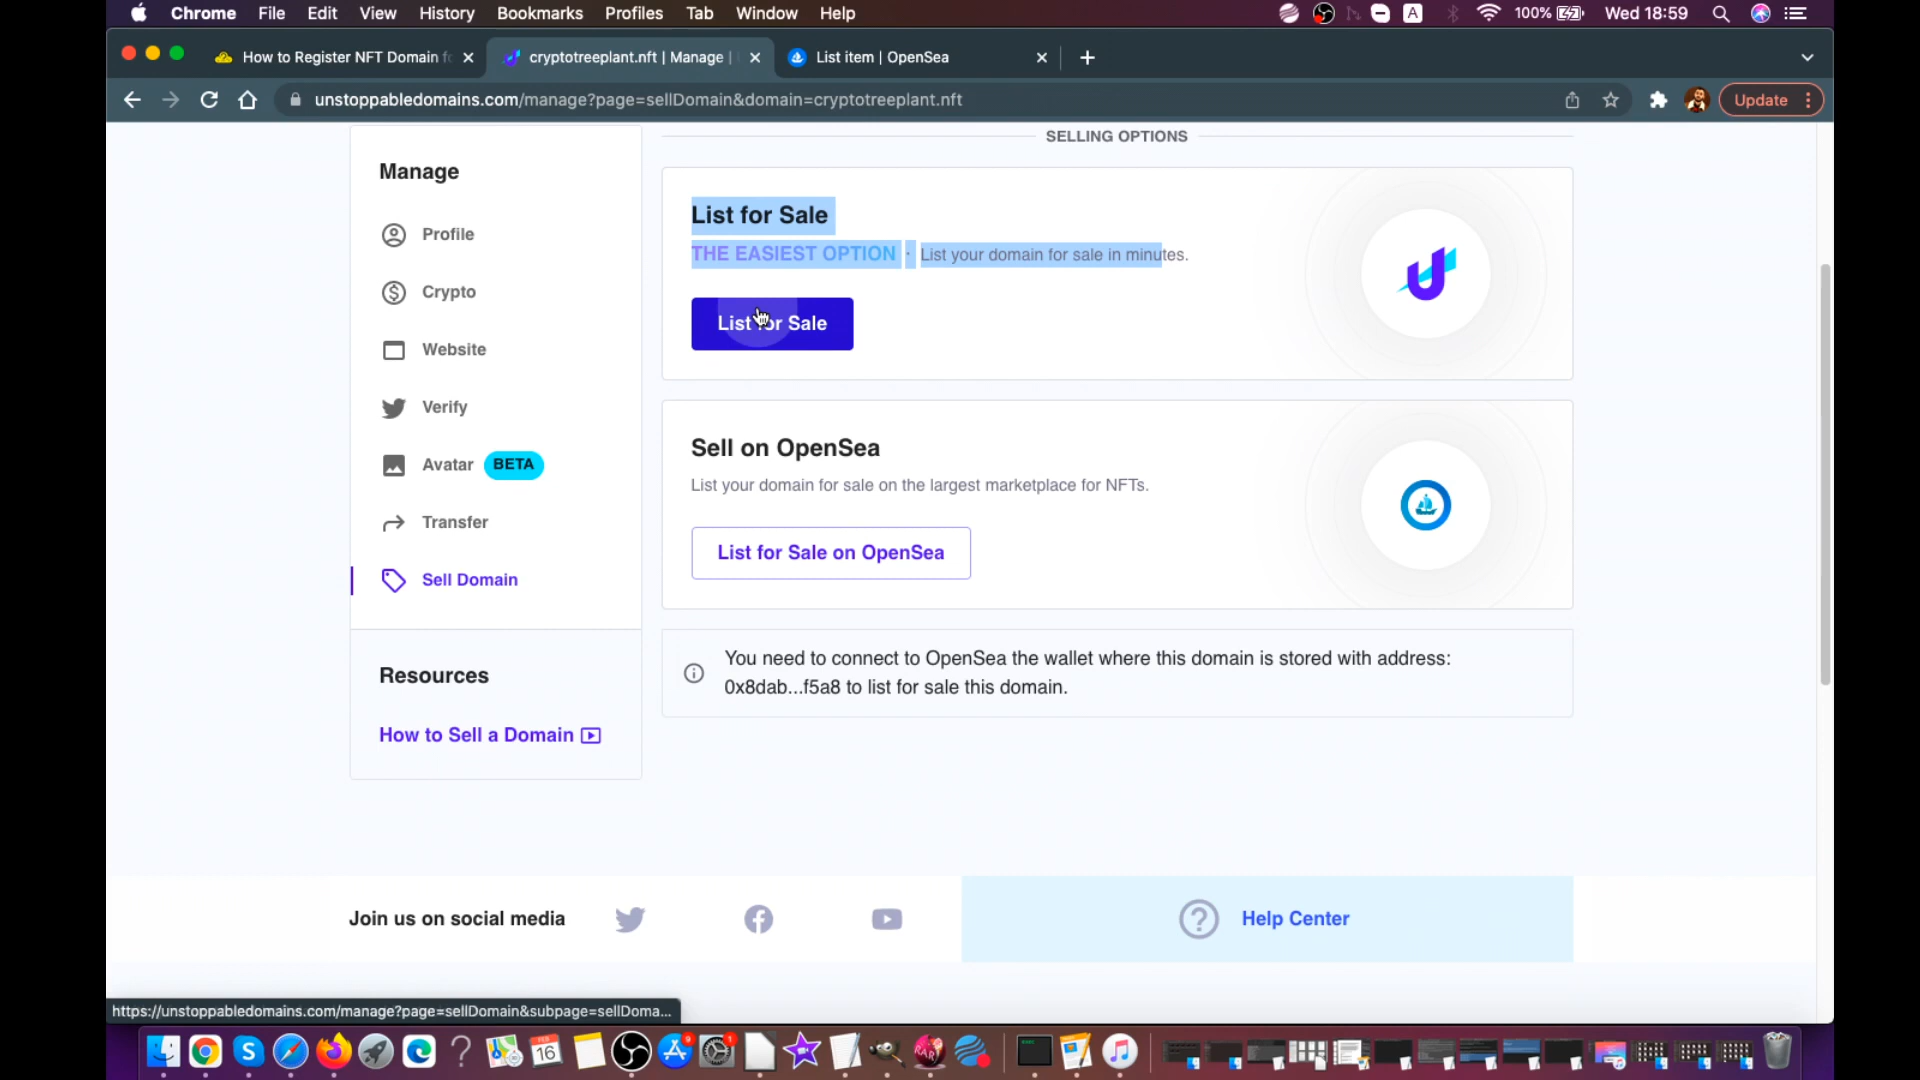 Chrome File Edit View History Bookmarks Profiles Tab Window Help A 100% Wed 18:59
How to Register NFT Domain fo cryptotreeplant.nft | Manage | List item | OpenSea
unstoppabledomains.com/manage?page=sellDomain&domain=cryptotreeplant.nft Update
SELLING OPTIONS
Manage
Profile
Crypto
Website
Verify
Avatar BETA
Transfer
Sell Domain
Resources
How to Sell a Domain
List for Sale
THE EASIEST OPTION · List your domain for sale in minutes.
List for Sale
Sell on OpenSea
List your domain for sale on the largest marketplace for NFTs.
List for Sale on OpenSea
You need to connect to OpenSea the wallet where this domain is stored with address:
0x8dab...f5a8 to list for sale this domain.
Join us on social media
Help Center
https://unstoppabledomains.com/manage?page=sellDomain&subpage=sellDoma...
FEB
16
9
1
RAR